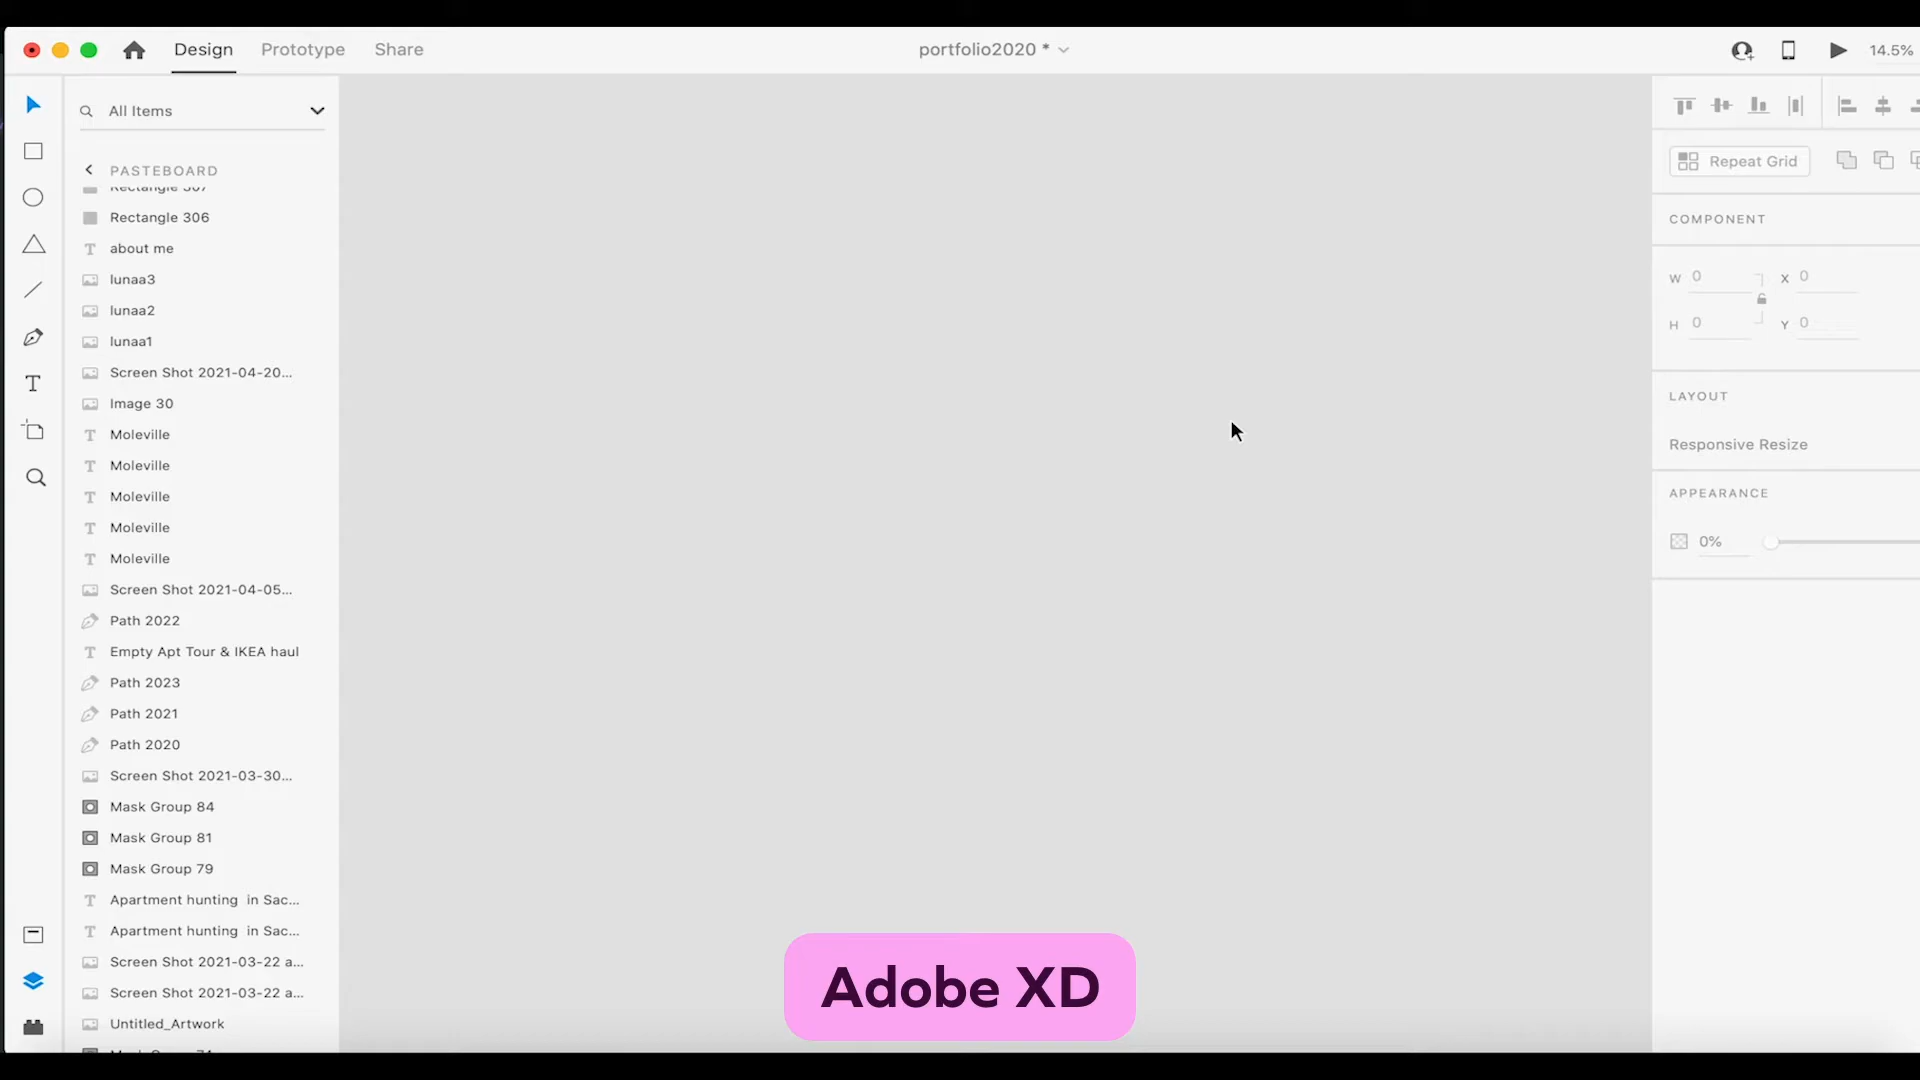 Design Prototype Share portfolio2020 * 14.5%
All Items
PASTEBOARD
Rectangle 307
Rectangle 306
about me
lunaa3
lunaa2
lunaa1
Screen Shot 2021-04-20...
Image 30
Moleville
Moleville
Moleville
Moleville
Moleville
Screen Shot 2021-04-05...
Path 2022
Empty Apt Tour & IKEA haul
Path 2023
Path 2021
Path 2020
Screen Shot 2021-03-30...
Mask Group 84
Mask Group 81
Mask Group 79
Apartment hunting in Sac...
Apartment hunting in Sac...
Screen Shot 2021-03-22 a...
Screen Shot 2021-03-22 a...
Untitled_Artwork
Repeat Grid
COMPONENT
W 0 X 0
H 0 Y 0
LAYOUT
Responsive Resize
APPEARANCE
0%
Adobe XD